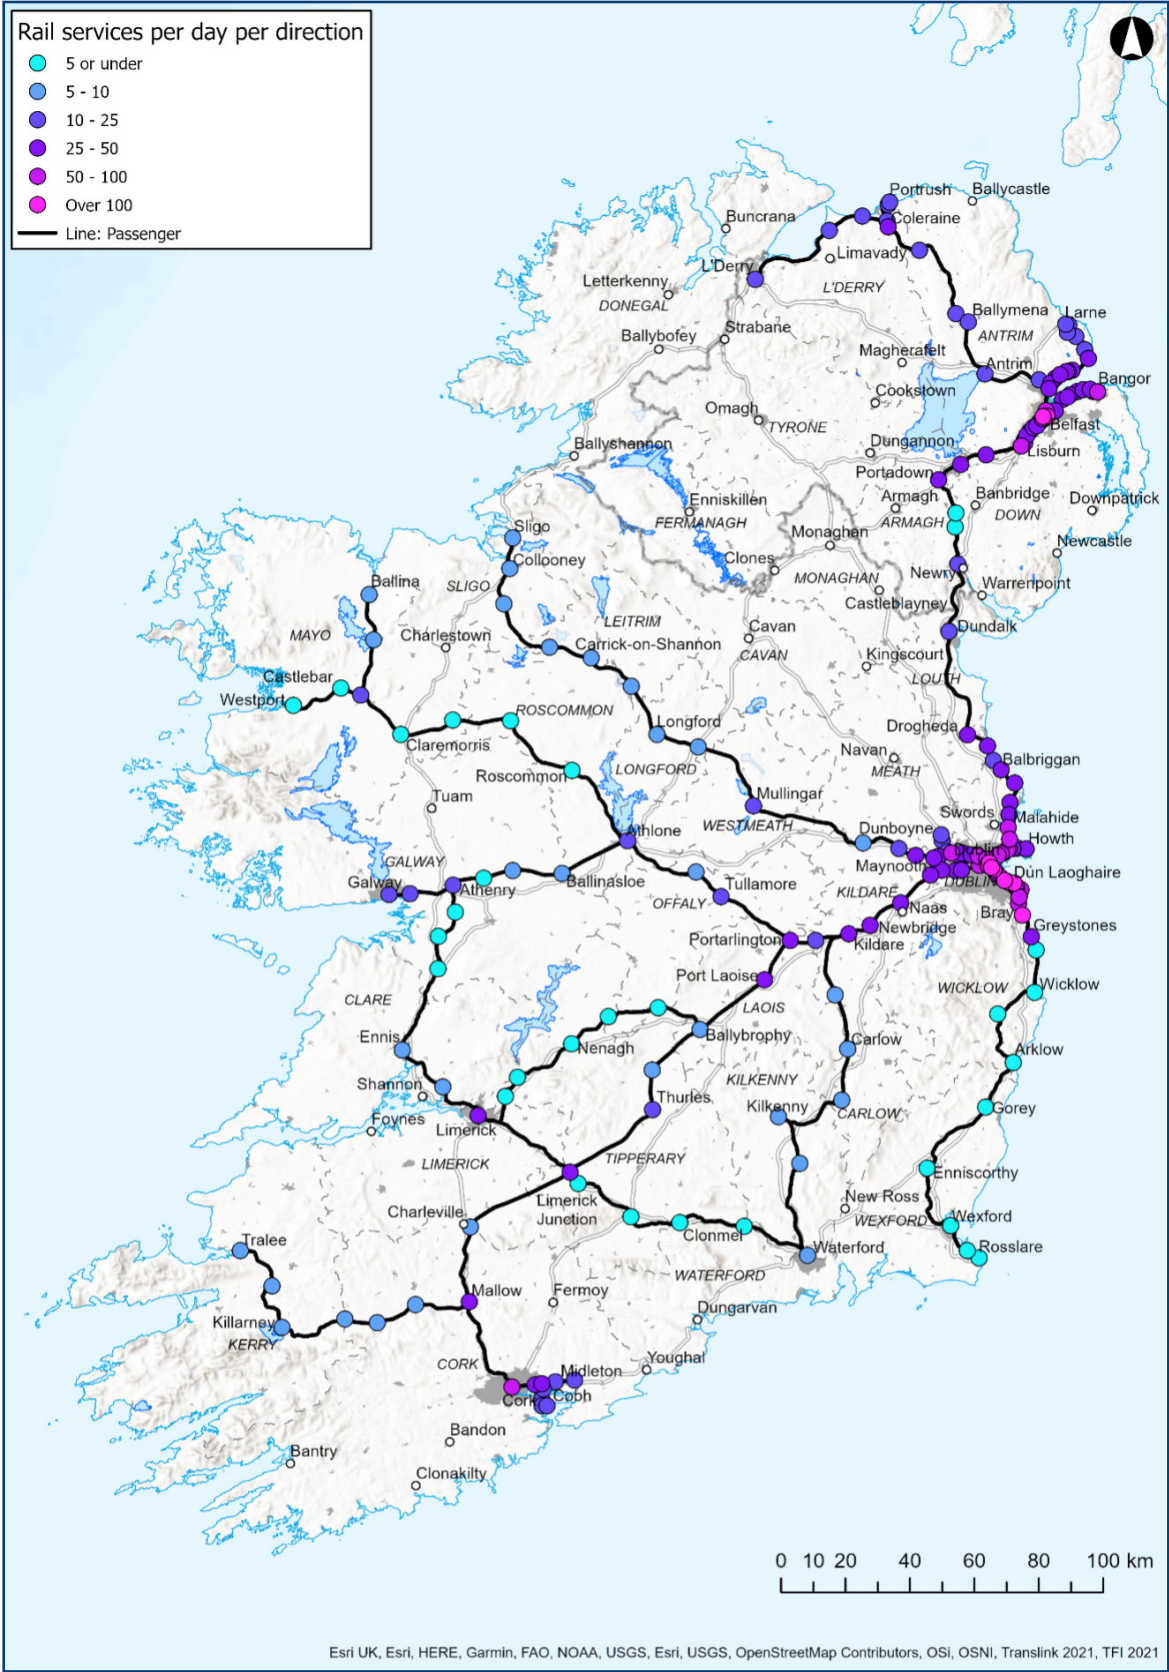 Rail services per day per direction
5 or under
5 - 10
10 - 25
25 - 50
50 - 100
Over 100
Line: Passenger
Portrush
Ballycastle
Buncrana
Coleraine
Limavady
L'Derry
Letterkenny
L'DERRY
DONEGAL
Ballymena
Larne
Strabane
Ballybofey
ANTRIM
Magherafelt
Antrim
Bangor
Cookstown
Omagh
TYRONE
Belfast
Ballyshannon
Dungannon
Lisburn
Portadown
Enniskillen
Armagh
Banbridge
Downpatrick
FERMANAGH
ARMAGH
DOWN
Sligo
Monaghan
Newcastle
Collooney
Clones
Newry
Ballina
SLIGO
MONAGHAN
Warrenpoint
Castleblayney
LEITRIM
MAYO
Charlestown
Cavan
Dundalk
Carrick-on-Shannon
CAVAN
Kingscourt
Castlebar
LOUTH
Westport
ROSCOMMON
Longford
Drogheda
Claremorris
Navan
Balbriggan
LONGFORD
MEATH
Roscommon
Mullingar
Tuam
Swords
Malahide
WESTMEATH
Athlone
Dunboyne
Howth
Dublin
GALWAY
Maynooth
Dún Laoghaire
Galway
Athenry
Ballinasloe
Tullamore
DUBLIN
KILDARE
OFFALY
Naas
Bray
Newbridge
Greystones
Portarlington
Kildare
Port Laoise
WICKLOW
Wicklow
CLARE
LAOIS
Ennis
Ballybrophy
Carlow
Nenagh
Arklow
Shannon
KILKENNY
Thurles
Kilkenny
Gorey
Foynes
Limerick
CARLOW
LIMERICK
TIPPERARY
Enniscorthy
Limerick
Junction
New Ross
Charleville
WEXFORD
Wexford
Clonmel
Tralee
Waterford
Rosslare
WATERFORD
Mallow
Fermoy
Killarney
Dungarvan
KERRY
CORK
Youghal
Midleton
Cork
Cobh
Bandon
Bantry
Clonakilty
0 10 20 40 60 80 100 km
Esri UK, Esri, HERE, Garmin, FAO, NOAA, USGS, Esri, USGS, OpenStreetMap Contributors, OSi, OSNI, Translink 2021, TFI 2021